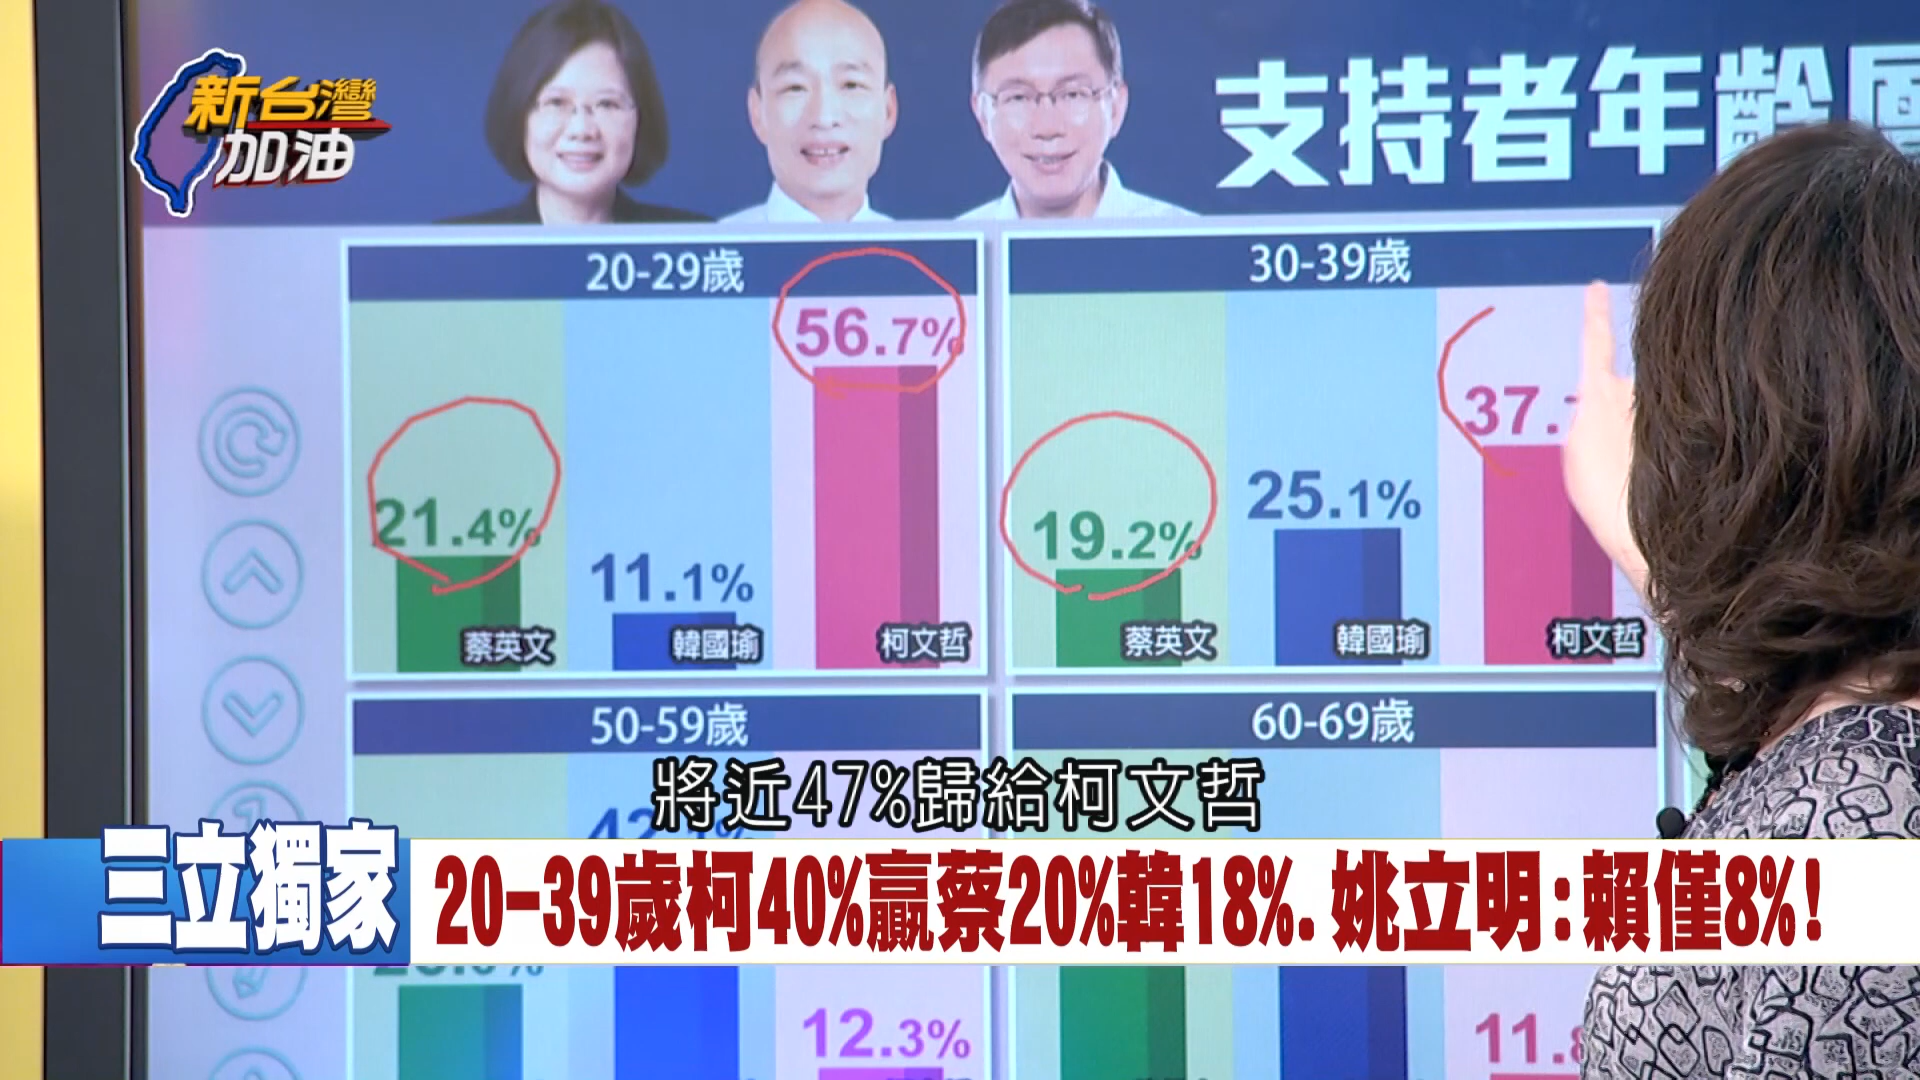 新台灣
加油
支持者年齡層
20-29歲
30-39歲
56.7%
37.
21.4%
11.1%
19.2%
25.1%
蔡英文
韓國瑜
柯文哲
蔡英文
韓國瑜
柯文哲
50-59歲
60-69歲
將近47%歸給柯文哲
三立獨家
20-39歲柯40%贏蔡20%韓18%.姚立明:賴僅8%!
12.3%
11.8